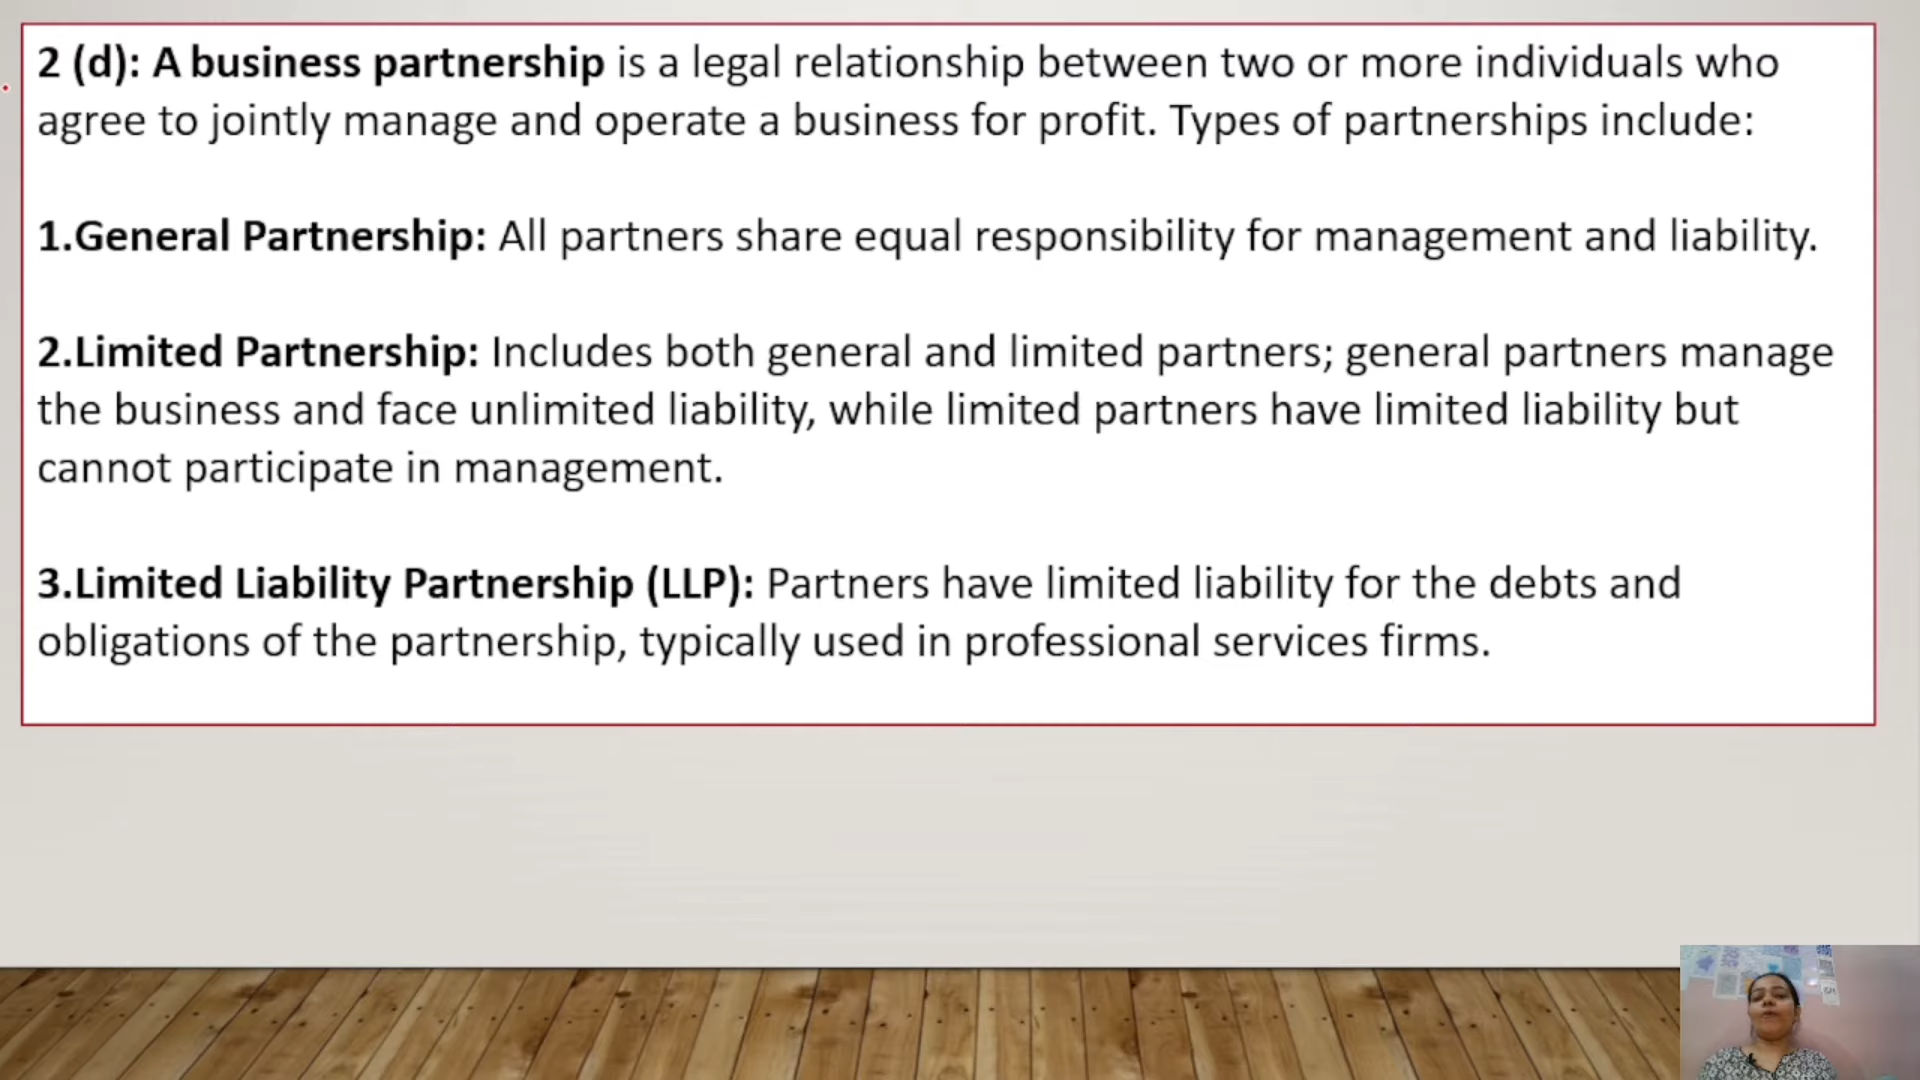 2 (d): A business partnership is a legal relationship between two or more individuals who
agree to jointly manage and operate a business for profit. Types of partnerships include:
1.General Partnership: All partners share equal responsibility for management and liability.
2.Limited Partnership: Includes both general and limited partners; general partners manage
the business and face unlimited liability, while limited partners have limited liability but
cannot participate in management.
3.Limited Liability Partnership (LLP): Partners have limited liability for the debts and
obligations of the partnership, typically used in professional services firms.